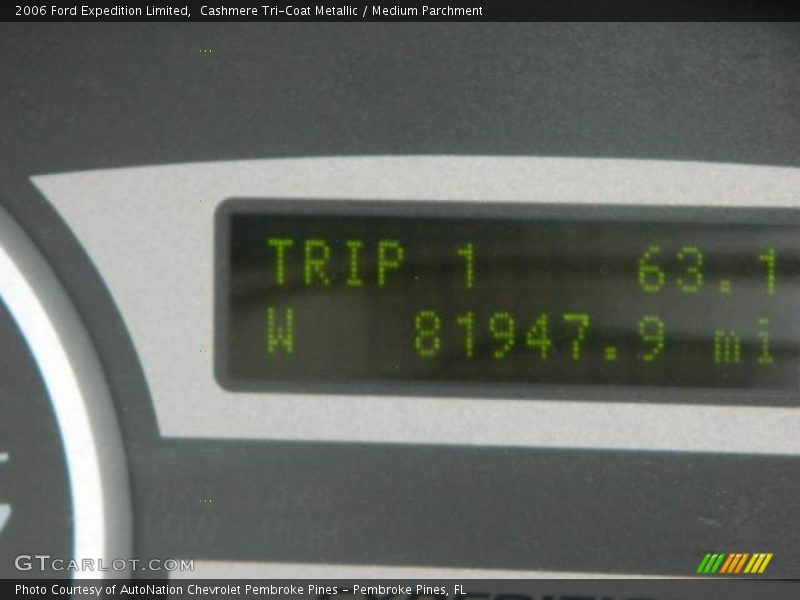 2006 Ford Expedition Limited, Cashmere Tri-Coat Metallic / Medium Parchment
TRIP 1 63.1
W 81947.9 mi
GTCARLOT.COM
Photo Courtesy of AutoNation Chevrolet Pembroke Pines - Pembroke Pines, FL